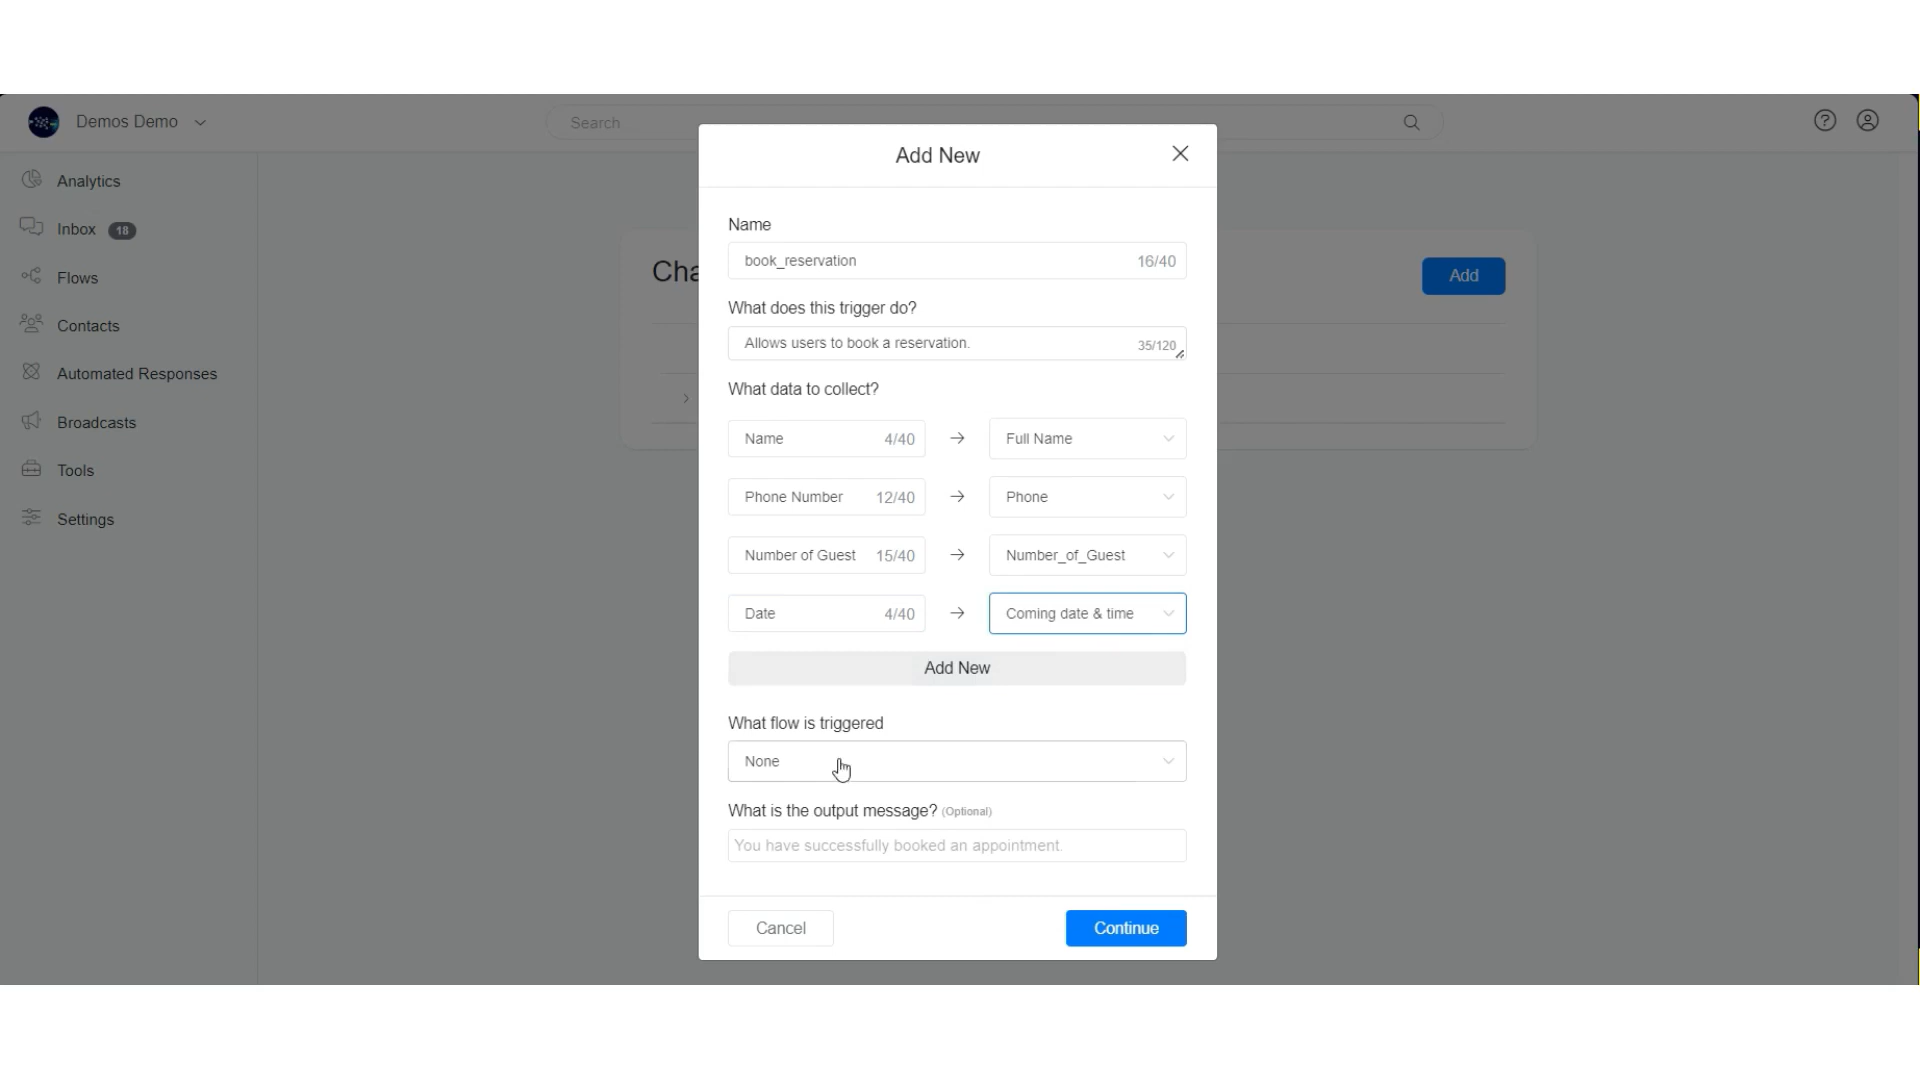 Demos Demo
Search
Analytics
Inbox 18
Flows
Contacts
Automated Responses
Broadcasts
Tools
Settings
Cha
Add
Add New
Name
book_reservation 16/40
What does this trigger do?
Allows users to book a reservation. 35/120
What data to collect?
Name 4/40 → Full Name
Phone Number 12/40 → Phone
Number of Guest 15/40 → Number_of_Guest
Date 4/40 → Coming date & time
Add New
What flow is triggered
None
What is the output message? (Optional)
You have successfully booked an appointment.
Cancel
Continue